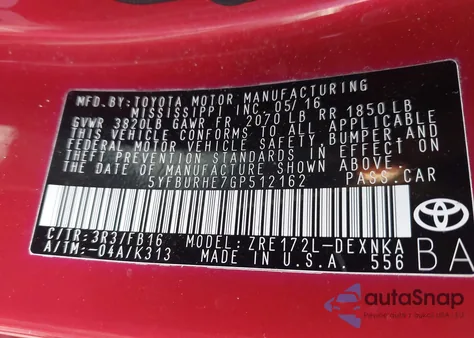 MFD. BY: TOYOTA MOTOR MANUFACTURING
MISSISSIPPI, INC. 05/16
GVWR 3820LB GAWR FR 2070 LB RR 1850 LB
THIS VEHICLE CONFORMS TO ALL APPLICABLE
FEDERAL MOTOR VEHICLE SAFETY, BUMPER AND
THEFT PREVENTION STANDARDS IN EFFECT ON
THE DATE OF MANUFACTURE SHOWN ABOVE.
5YFBURHE7GP512162 PASS.CAR
C/TR: 3R3/FB16 MODEL: ZRE172L-DEXNKA
A/TM: -04A/K313 MADE IN U.S.A. 556
TOYOTA
BA
autoSnap